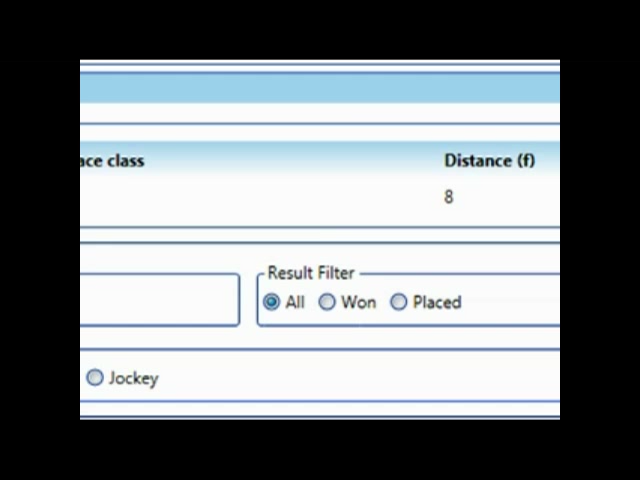 ace class Distance (f)
8
Result Filter
All Won Placed
Jockey